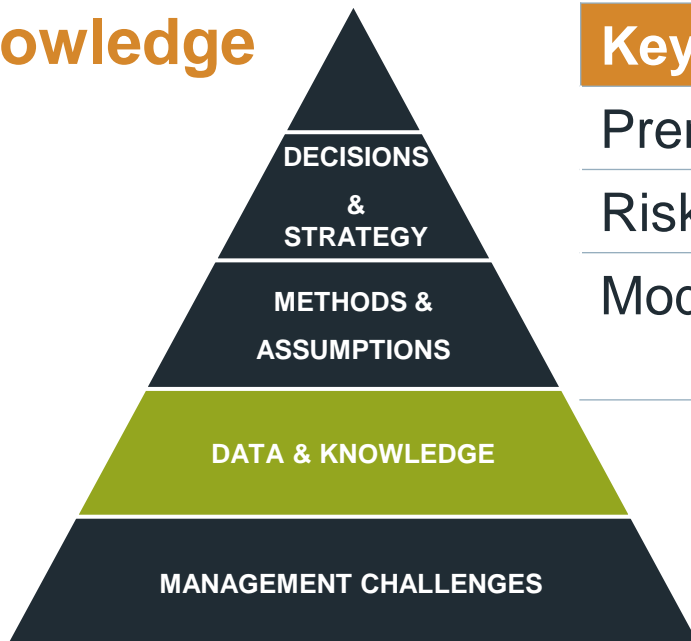 owledge
Key
DECISIONS
&
STRATEGY
METHODS &
ASSUMPTIONS
DATA & KNOWLEDGE
MANAGEMENT CHALLENGES